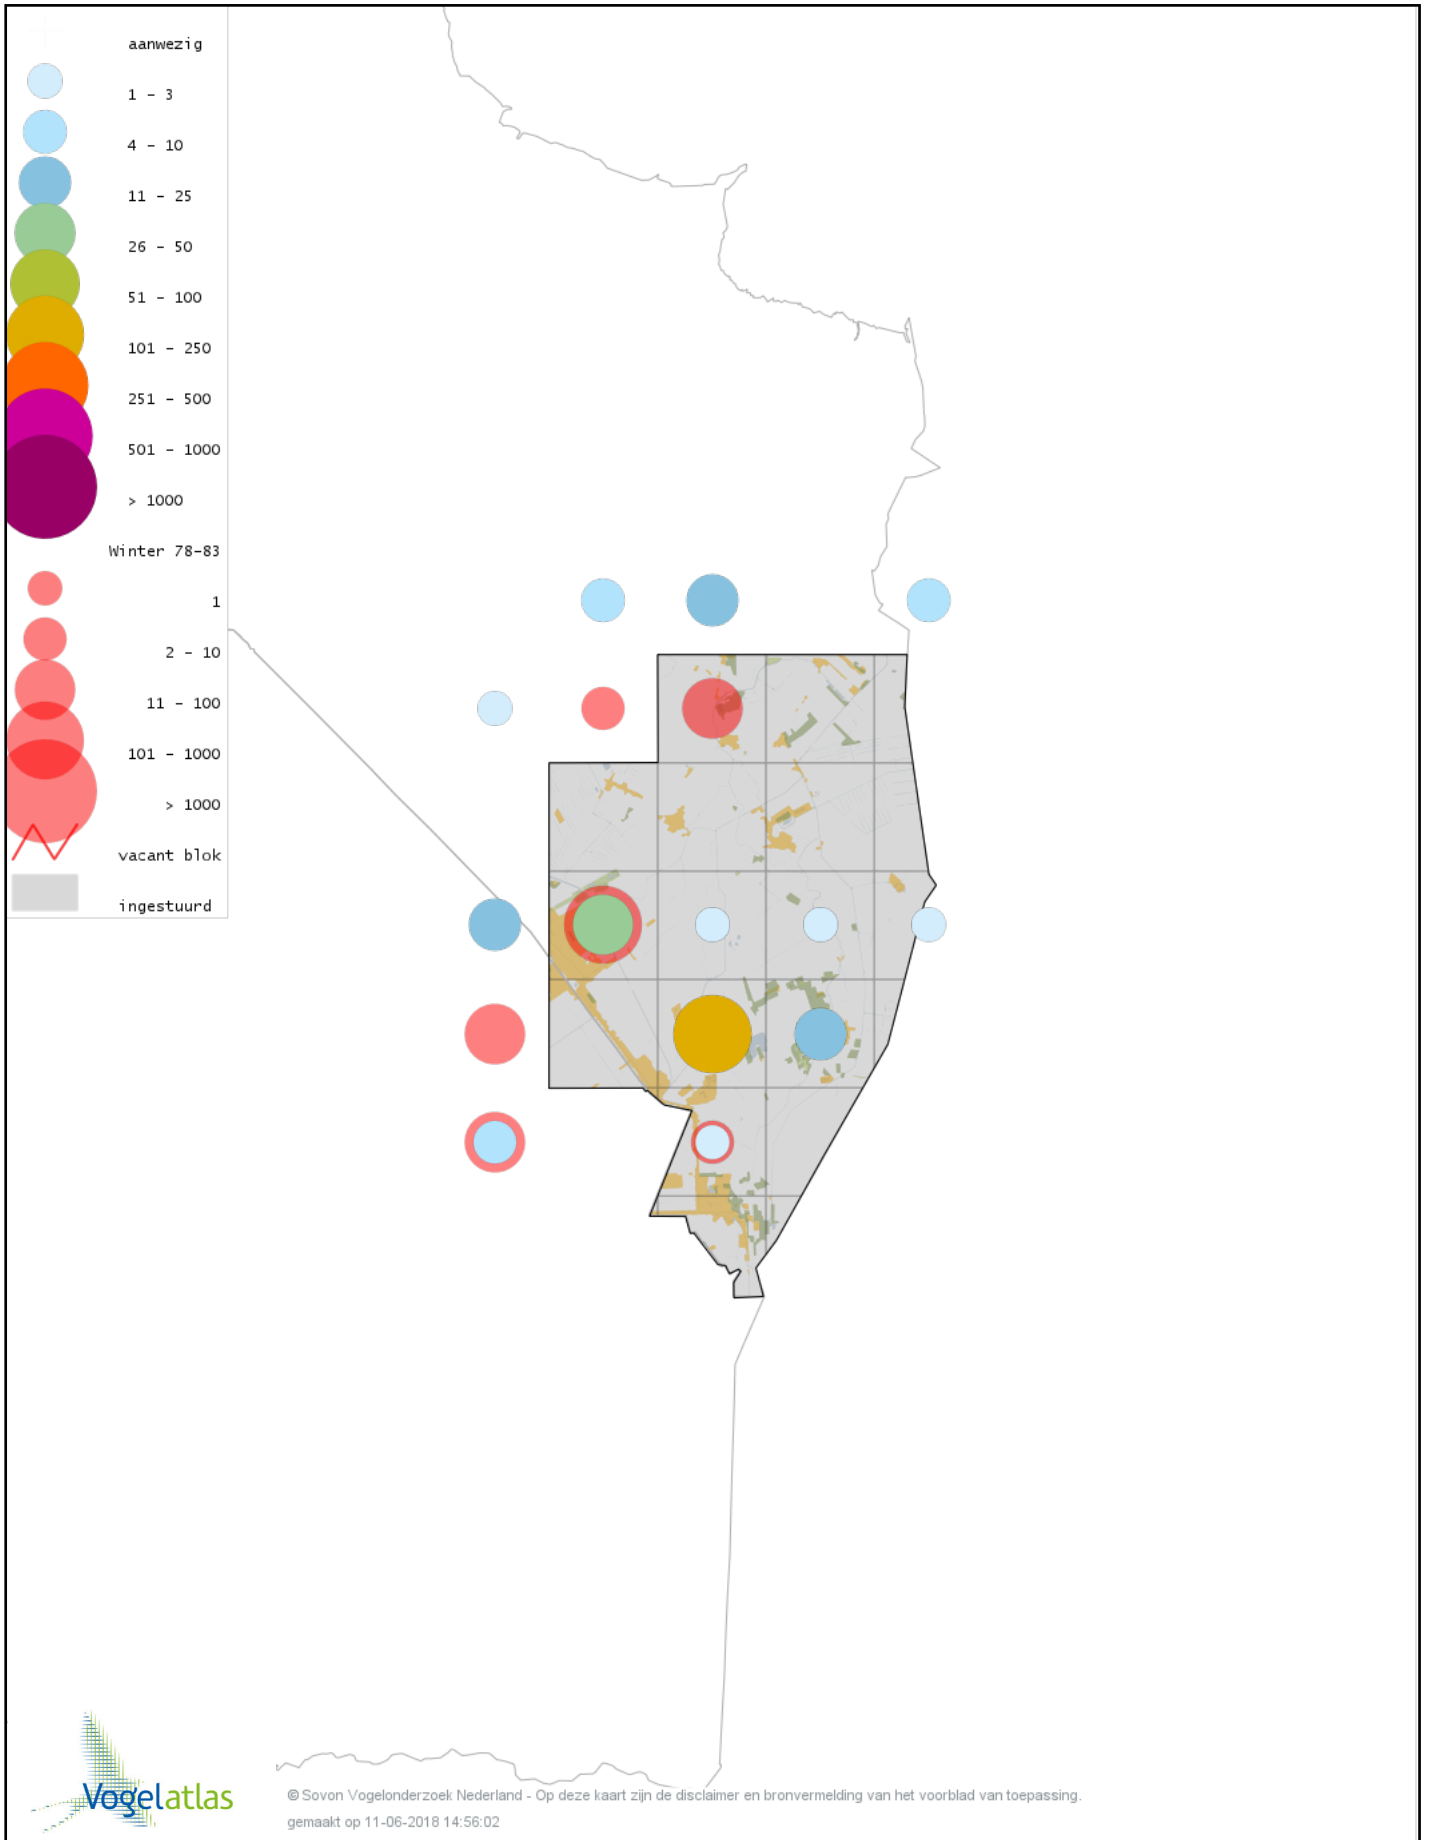 aanwezig
1 - 3
4 - 10
11 - 25
26 - 50
51 - 100
101 - 250
251 - 500
501 - 1000
> 1000
Winter 78-83
1
2 - 10
11 - 100
101 - 1000
> 1000
vacant blok
ingestuurd
Vogelatlas
© Sovon Vogelonderzoek Nederland - Op deze kaart zijn de disclaimer en bronvermelding van het voorblad van toepassing.
gemaakt op 11-06-2018 14:56:02